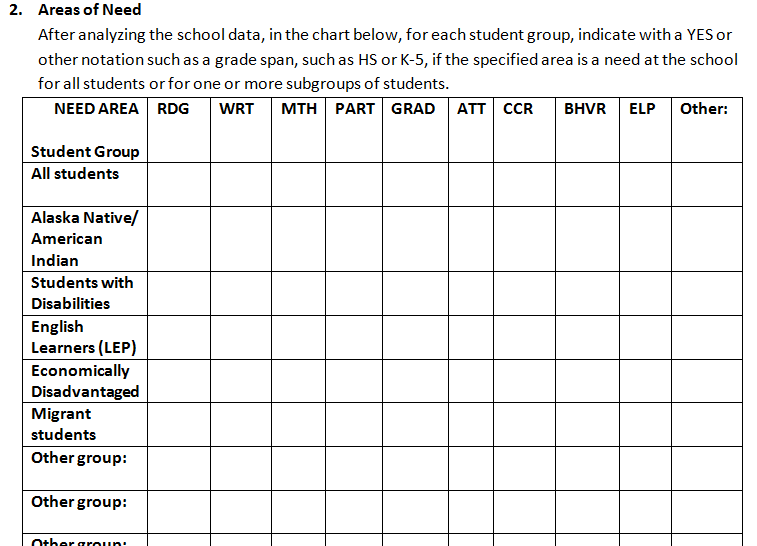 2. Areas of Need
After analyzing the school data, in the chart below, for each student group, indicate with a YES or
other notation such as a grade span, such as HS or K-5, if the specified area is a need at the school
for all students or for one or more subgroups of students.
NEED AREA RDG WRT MTH PART GRAD ATT CCR BHVR ELP Other:
Student Group
All students
Alaska Native/
American
Indian
Students with
Disabilities
English
Learners (LEP)
Economically
Disadvantaged
Migrant
students
Other group:
Other group:
Other group: